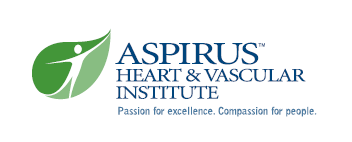 ASPIRUS™
HEART & VASCULAR
INSTITUTE
Passion for excellence. Compassion for people.